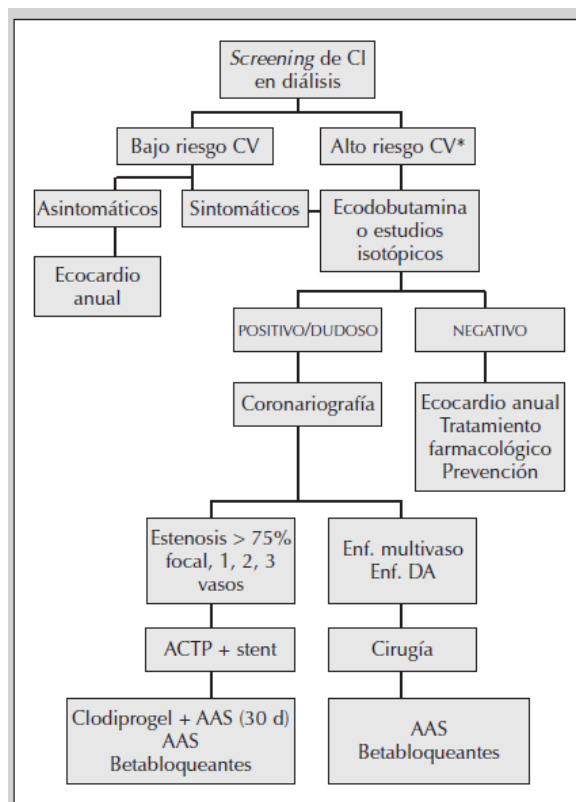 Screening de CI
en diálisis
Bajo riesgo CV
Alto riesgo CV*
Asintomáticos
Sintomáticos
Ecodobutamina
o estudios
isotópicos
Ecocardio
anual
POSITIVO/DUDOSO
NEGATIVO
Coronariografía
Ecocardio anual
Tratamiento
farmacológico
Prevención
Estenosis > 75%
focal, 1, 2, 3
vasos
Enf. multivaso
Enf. DA
ACTP + stent
Cirugía
Clodiprogel + AAS (30 d)
AAS
Betabloqueantes
AAS
Betabloqueantes